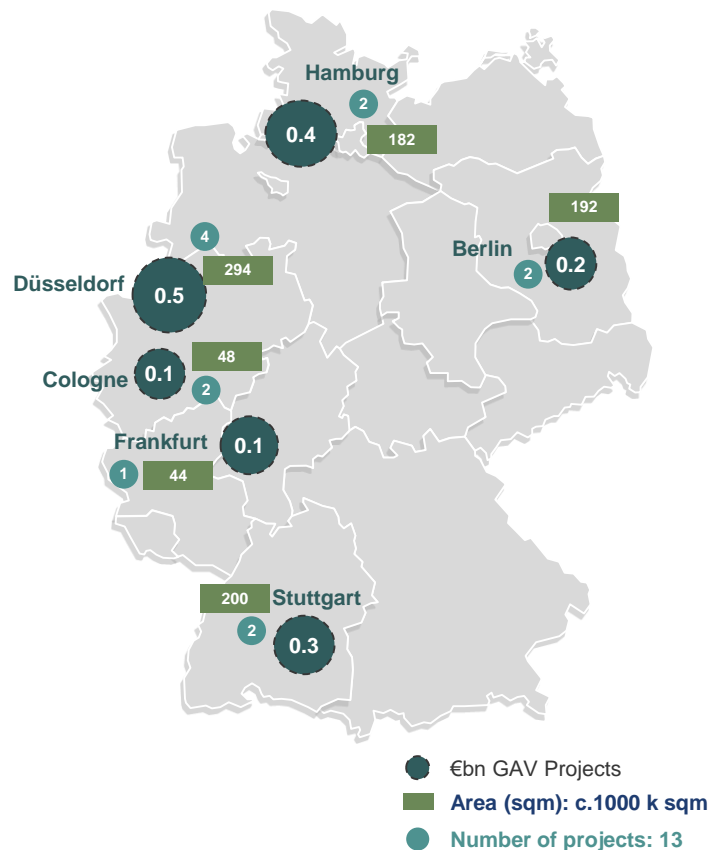 Hamburg
2
0.4
182
192
4
Berlin
2
0.2
294
Düsseldorf
0.5
48
0.1
Cologne
2
Frankfurt
0.1
1
44
200
Stuttgart
2
0.3
€bn GAV Projects
Area (sqm): c.1000 k sqm
Number of projects: 13